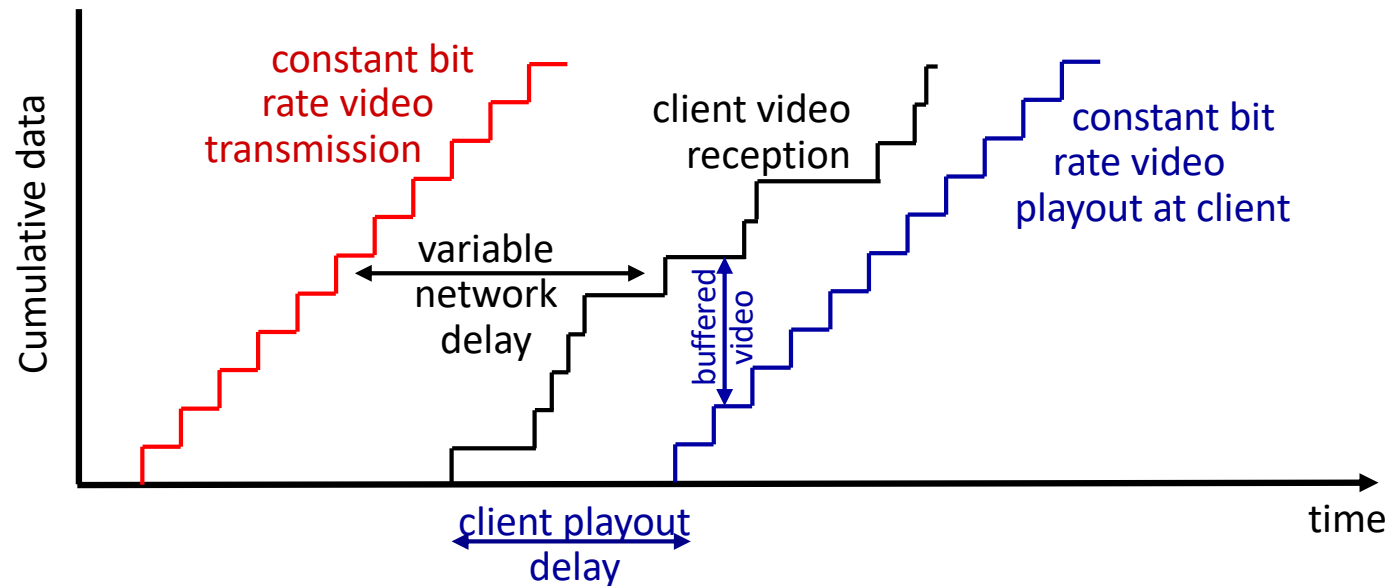 Cumulative data
constant bit
rate video
transmission
variable
network
delay
client video
reception
buffered
video
constant bit
rate video
playout at client
client playout
delay
time